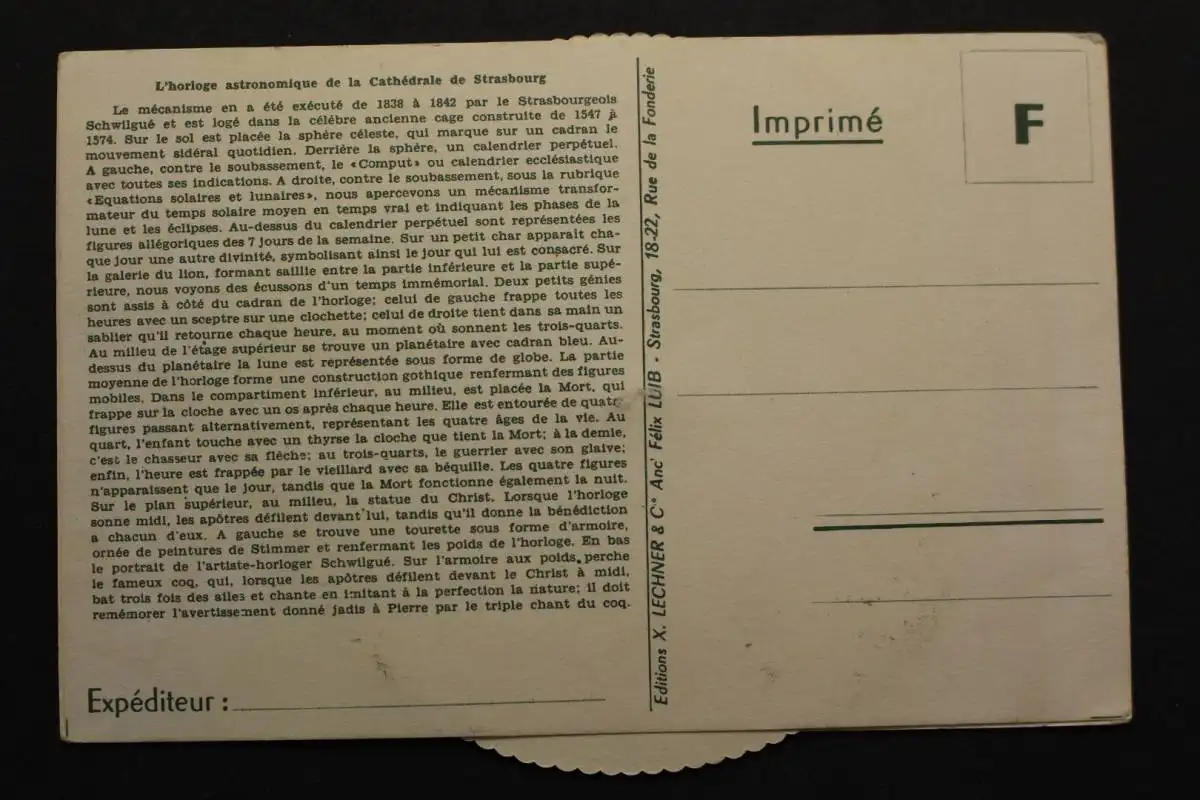 L'horloge astronomique de la Cathédrale de Strasbourg
Le mécanisme en a été exécuté de 1838 à 1842 par le Strasbourgeois
Schwilgué et est logé dans la célèbre ancienne cage construite de 1547 à
1574. Sur le sol est placée la sphère céleste, qui marque sur un cadran le
mouvement sidéral quotidien. Derrière la sphère, un calendrier perpétuel.
A gauche, contre le soubassement, le «Comput» ou calendrier ecclésiastique
avec toutes ses indications. A droite, contre le soubassement, sous la rubrique
«Equations solaires et lunaires», nous apercevons un mécanisme transfor-
mateur du temps solaire moyen en temps vrai et indiquant les phases de la
lune et les éclipses. Au-dessus du calendrier perpétuel sont représentées les
figures allégoriques des 7 jours de la semaine. Sur un petit char apparait cha-
que jour une autre divinité, symbolisant ainsi le jour qui lui est consacré. Sur
la galerie du lion, formant saillie entre la partie inférieure et la partie supé-
rieure, nous voyons des écussons d'un temps immémorial. Deux petits génies
sont assis à côté du cadran de l'horloge; celui de gauche frappe toutes les
heures avec un sceptre sur une clochette; celui de droite tient dans sa main un
sablier qu'il retourne chaque heure, au moment où sonnent les trois-quarts.
Au milieu de l'étage supérieur se trouve un planétaire avec cadran bleu. Au-
dessus du planétaire la lune est représentée sous forme de globe. La partie
moyenne de l'horloge forme une construction gothique renfermant des figures
mobiles. Dans le compartiment inférieur, au milieu, est placée la Mort, qui
frappe sur la cloche avec un os après chaque heure. Elle est entourée de quatre
figures passant alternativement, représentant les quatre âges de la vie. Au
quart, l'enfant touche avec un thyrse la cloche que tient la Mort; à la demie,
c'est le chasseur avec sa flèche; au trois-quarts, le guerrier avec son glaive;
enfin, l'heure est frappée par le vieillard avec sa béquille. Les quatre figures
n'apparaissent que le jour, tandis que la Mort fonctionne également la nuit.
Sur le plan supérieur, au milieu, la statue du Christ. Lorsque l'horloge
sonne midi, les apôtres défilent devant lui, tandis qu'il donne la bénédiction
a chacun d'eux. A gauche se trouve une tourette sous forme d'armoire,
ornée de peintures de Stimmer et renfermant les poids de l'horloge. En bas
le portrait de l'artiste-horloger Schwilgué. Sur l'armoire aux poids perche
le fameux coq, qui, lorsque les apôtres défilent devant le Christ à midi,
bat trois fois des ailes et chante en imitant à la perfection la nature; il doit
remémorer l'avertissement donné jadis à Pierre par le triple chant du coq.
Expéditeur :
Editions X. LECHNER & Cº Anc' Félix LUIB - Strasbourg, 18-22, Rue de la Fonderie
Imprimé
F